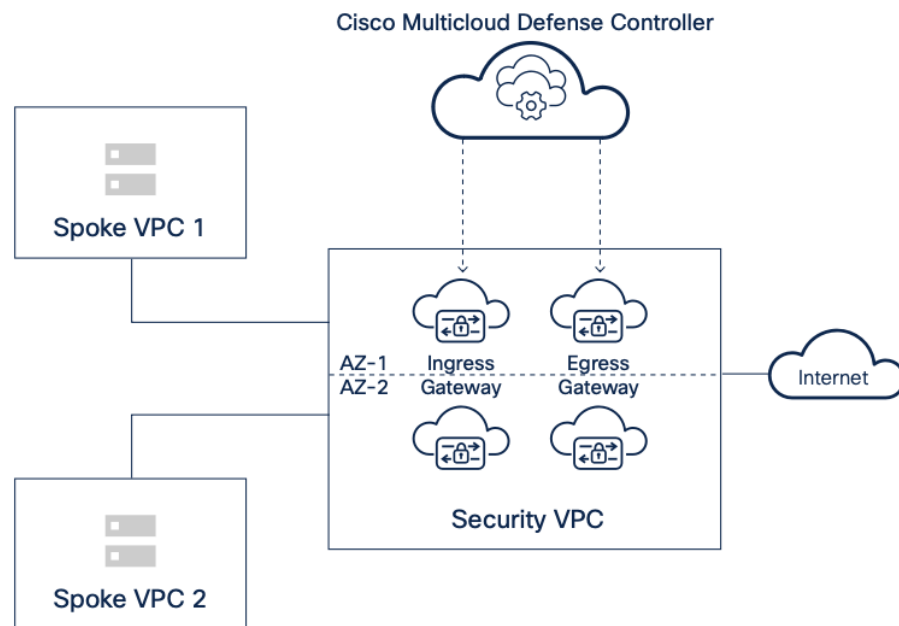 Cisco Multicloud Defense Controller
Spoke VPC 1
AZ-1
Ingress
Egress
AZ-2
Gateway
Gateway
Internet
Security VPC
Spoke VPC 2